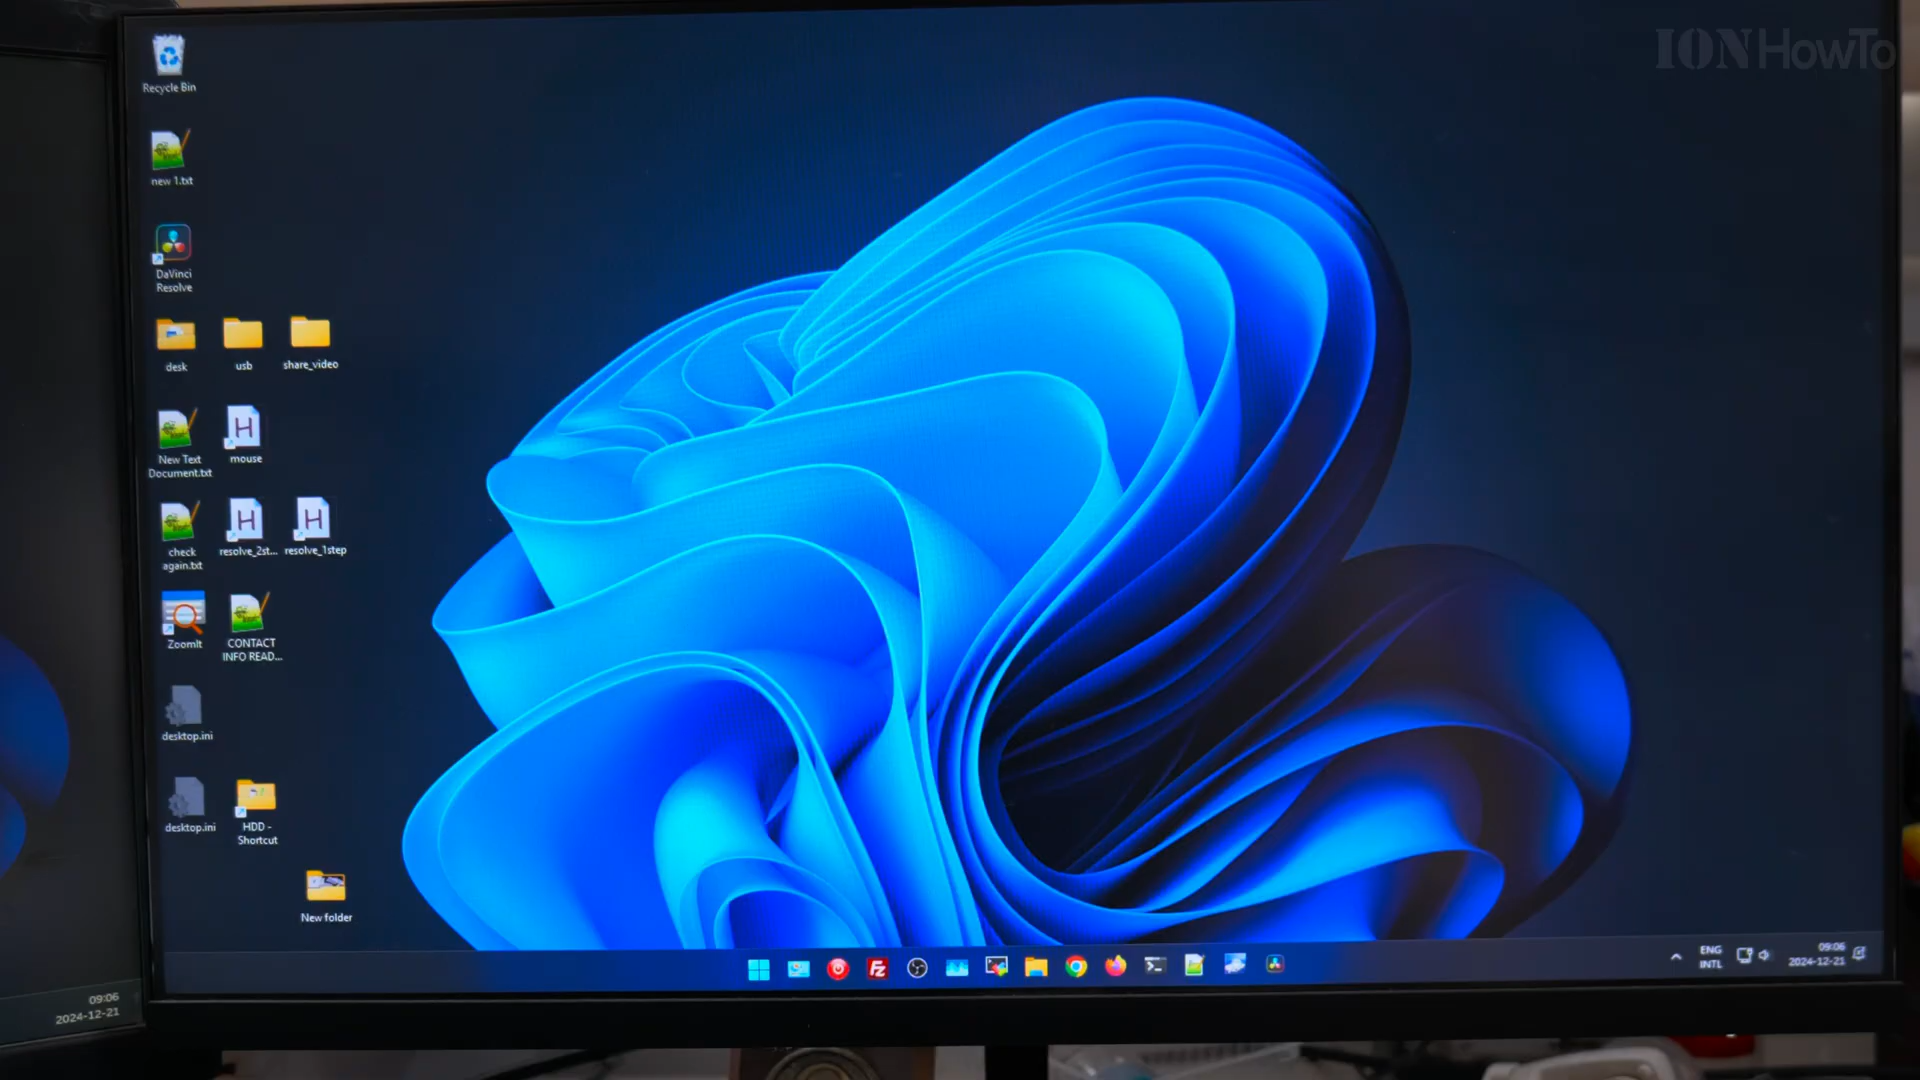 ION HowTo
Recycle Bin
new 1.txt
DaVinci
Resolve
desk
usb
share_video
New Text
Document.txt
mouse
check
again.txt
resolve_2st...
resolve_1step
ZoomIt
CONTACT
INFO READ...
desktop.ini
desktop.ini
HDD -
Shortcut
New folder
FZ
ENG
INTL
09:06
2024-12-21
09:06
2024-12-21